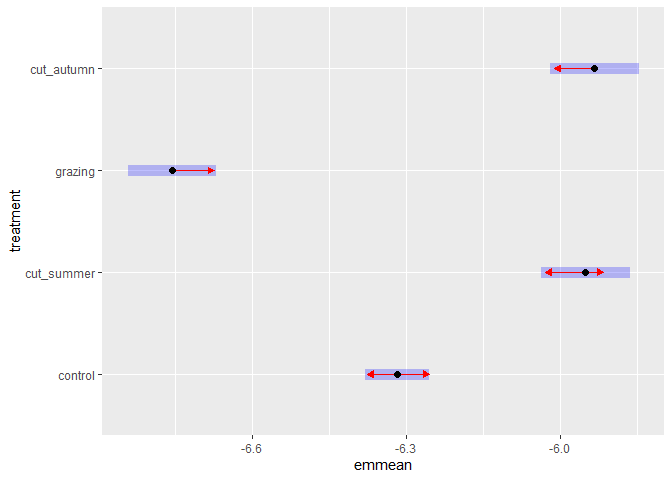 cut_autumn
grazing
cut_summer
control
treatment
-6.6 -6.3 -6.0
emmean